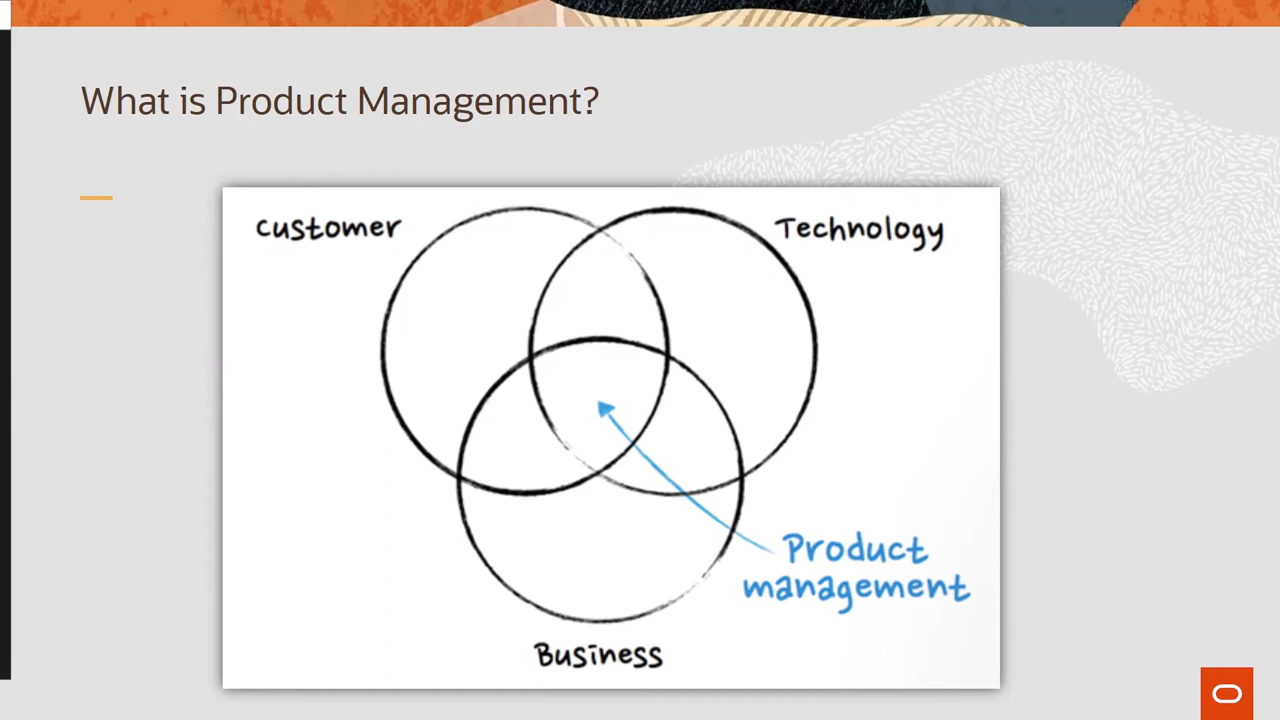 What is Product Management?
Customer
Technology
Product
management
Business